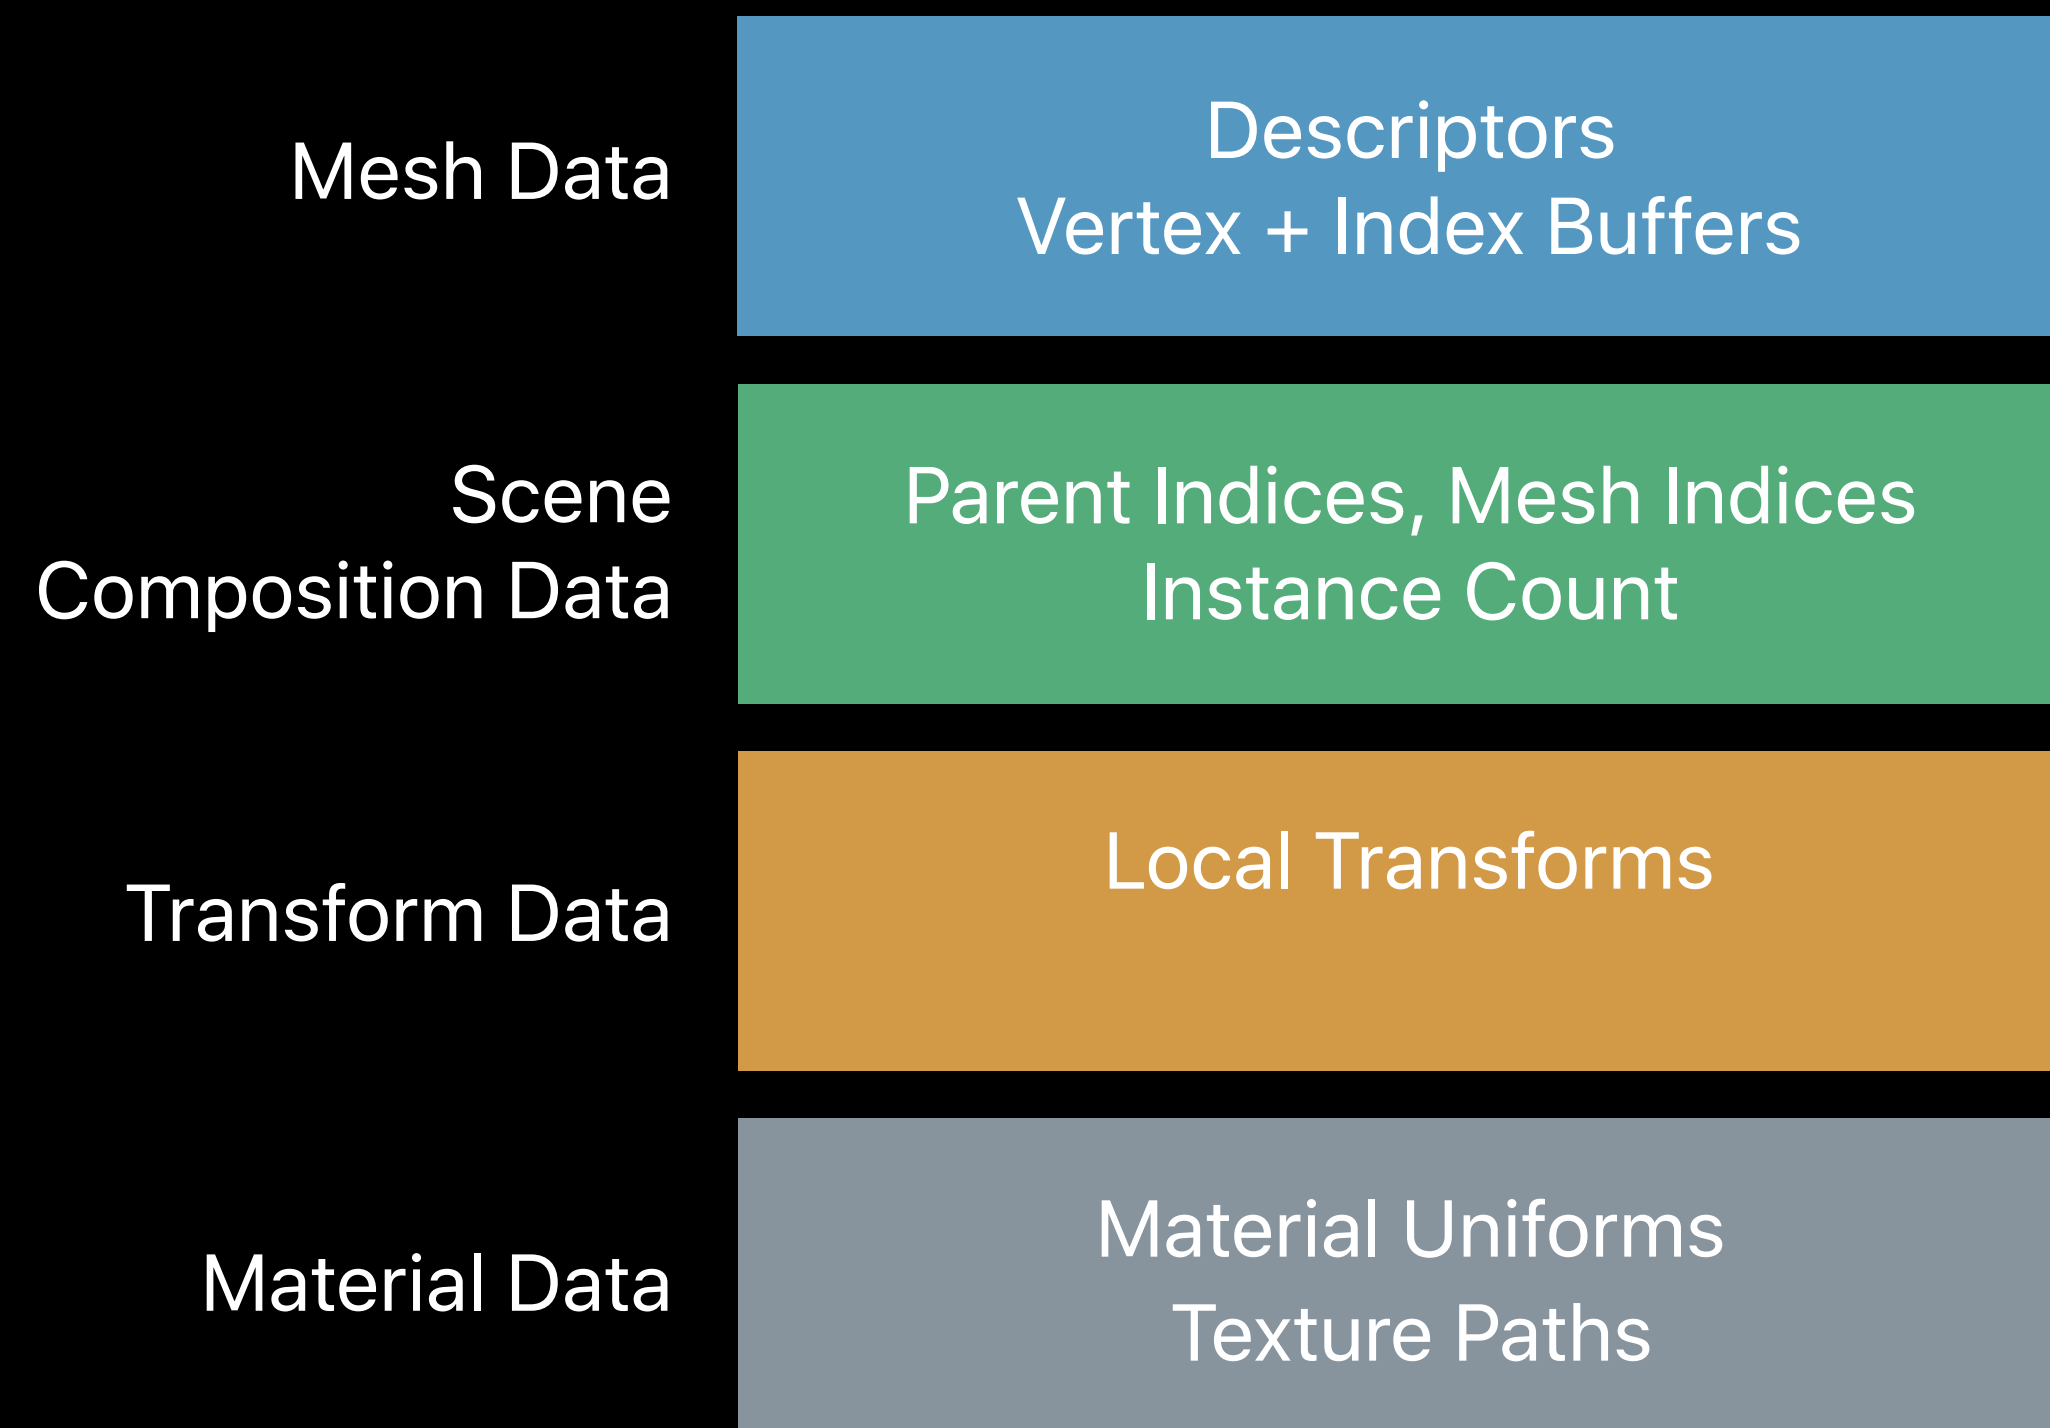 Mesh Data
Descriptors
Vertex + Index Buffers
Scene
Composition Data
Parent Indices, Mesh Indices
Instance Count
Transform Data
Local Transforms
Material Data
Material Uniforms
Texture Paths